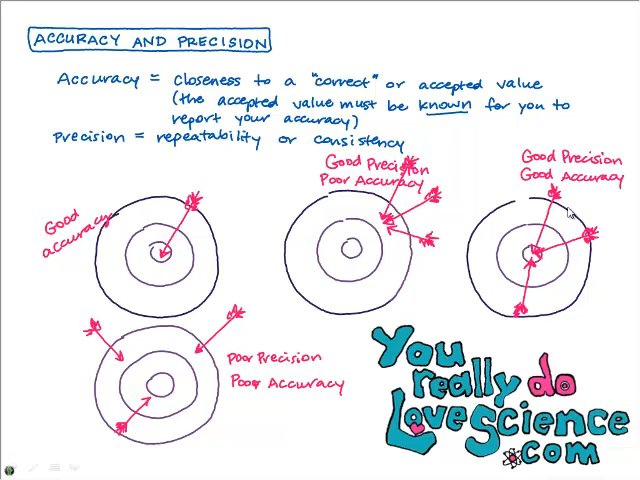 ACCURACY AND PRECISION
Accuracy = closeness to a "correct" or accepted value
(the accepted value must be known for you to
report your accuracy)
Precision = repeatability or consistency
Good
accuracy
Good Precision
Poor Accuracy
Good Precision
Good Accuracy
Poor Precision
Poor Accuracy
You
really do
Love Science
.com